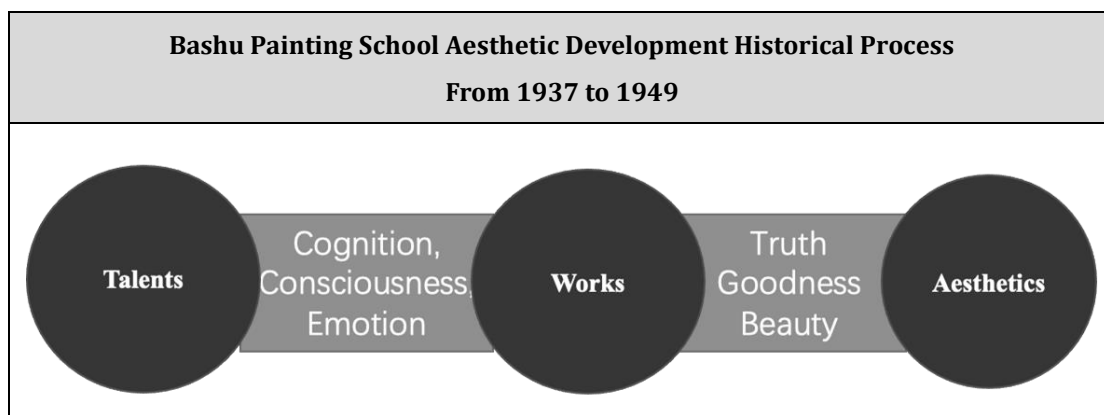 Bashu Painting School Aesthetic Development Historical Process
From 1937 to 1949
Talents
Cognition,
Consciousness,
Emotion
Works
Truth
Goodness
Beauty
Aesthetics